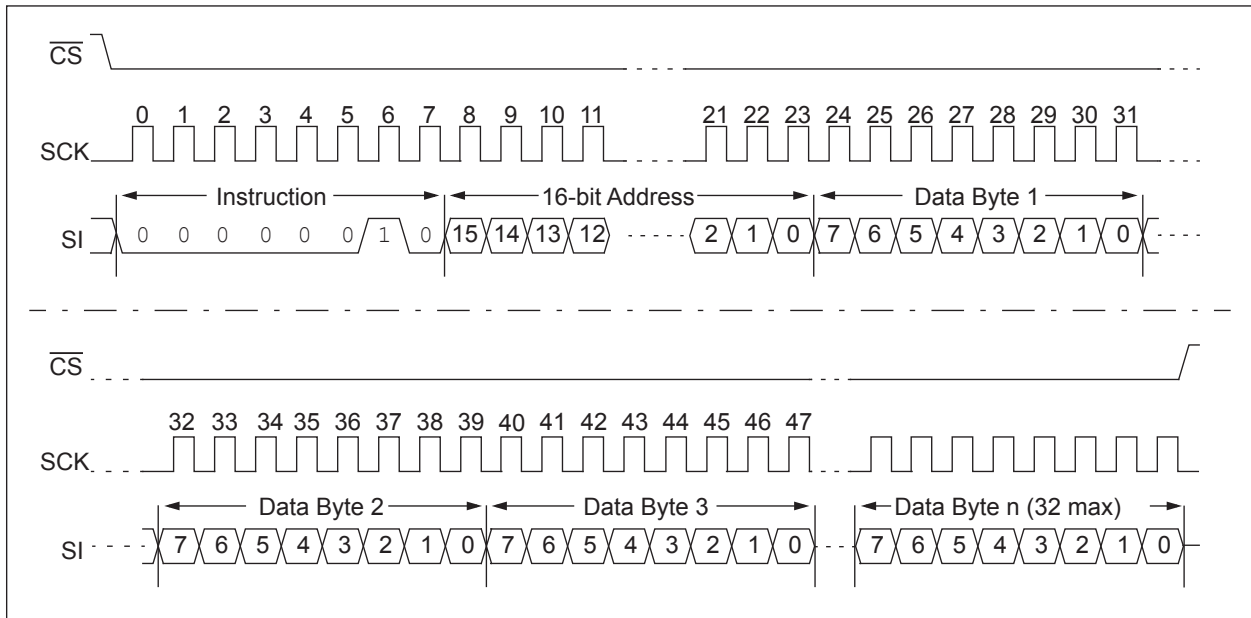 CS
0 1 2 3 4 5 6 7 8 9 10 11 21 22 23 24 25 26 27 28 29 30 31
SCK
Instruction 16-bit Address Data Byte 1
SI 0 0 0 0 0 0 1 0 15 14 13 12 2 1 0 7 6 5 4 3 2 1 0
CS
32 33 34 35 36 37 38 39 40 41 42 43 44 45 46 47
SCK
Data Byte 2 Data Byte 3 Data Byte n (32 max)
SI 7 6 5 4 3 2 1 0 7 6 5 4 3 2 1 0 7 6 5 4 3 2 1 0